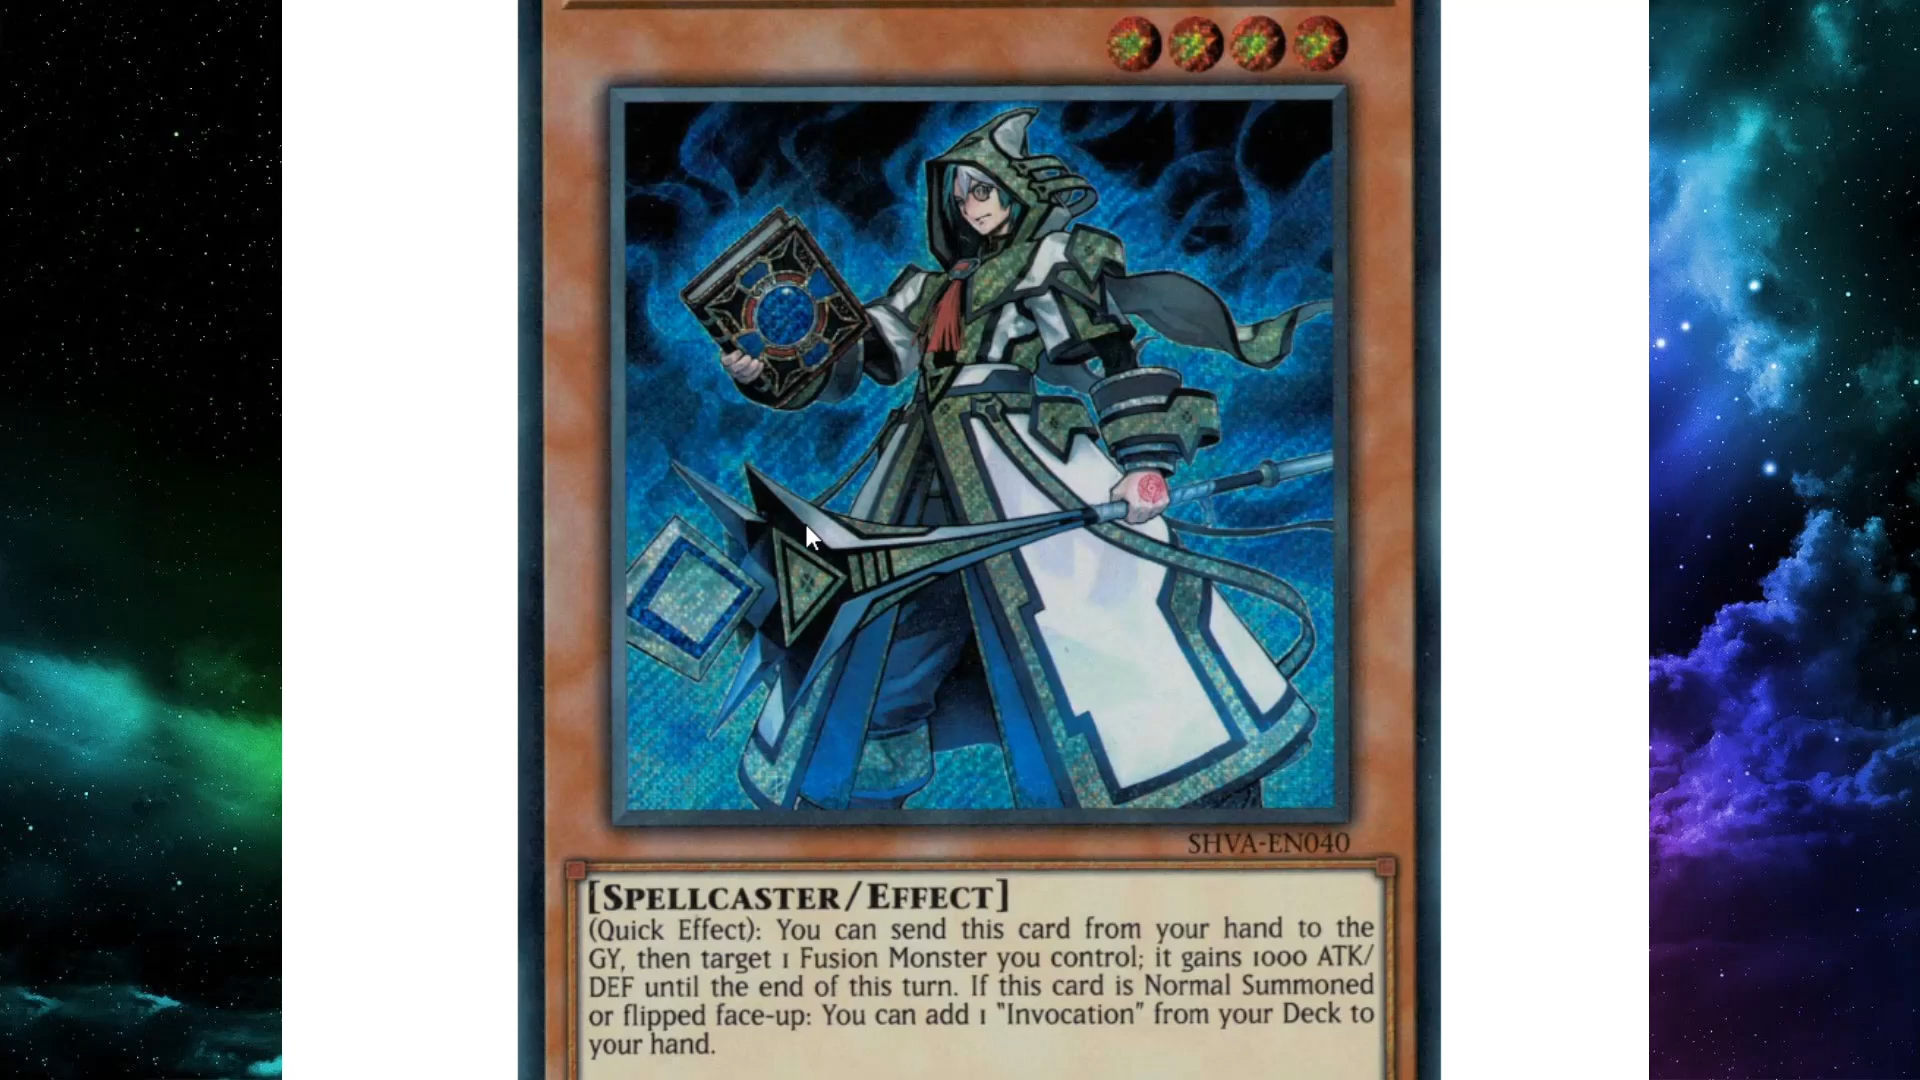 SHVA-EN040
[SPELLCASTER/EFFECT]
(Quick Effect): You can send this card from your hand to the
GY, then target 1 Fusion Monster you control; it gains 1000 ATK/
DEF until the end of this turn. If this card is Normal Summoned
or flipped face-up: You can add 1 "Invocation" from your Deck to
your hand.